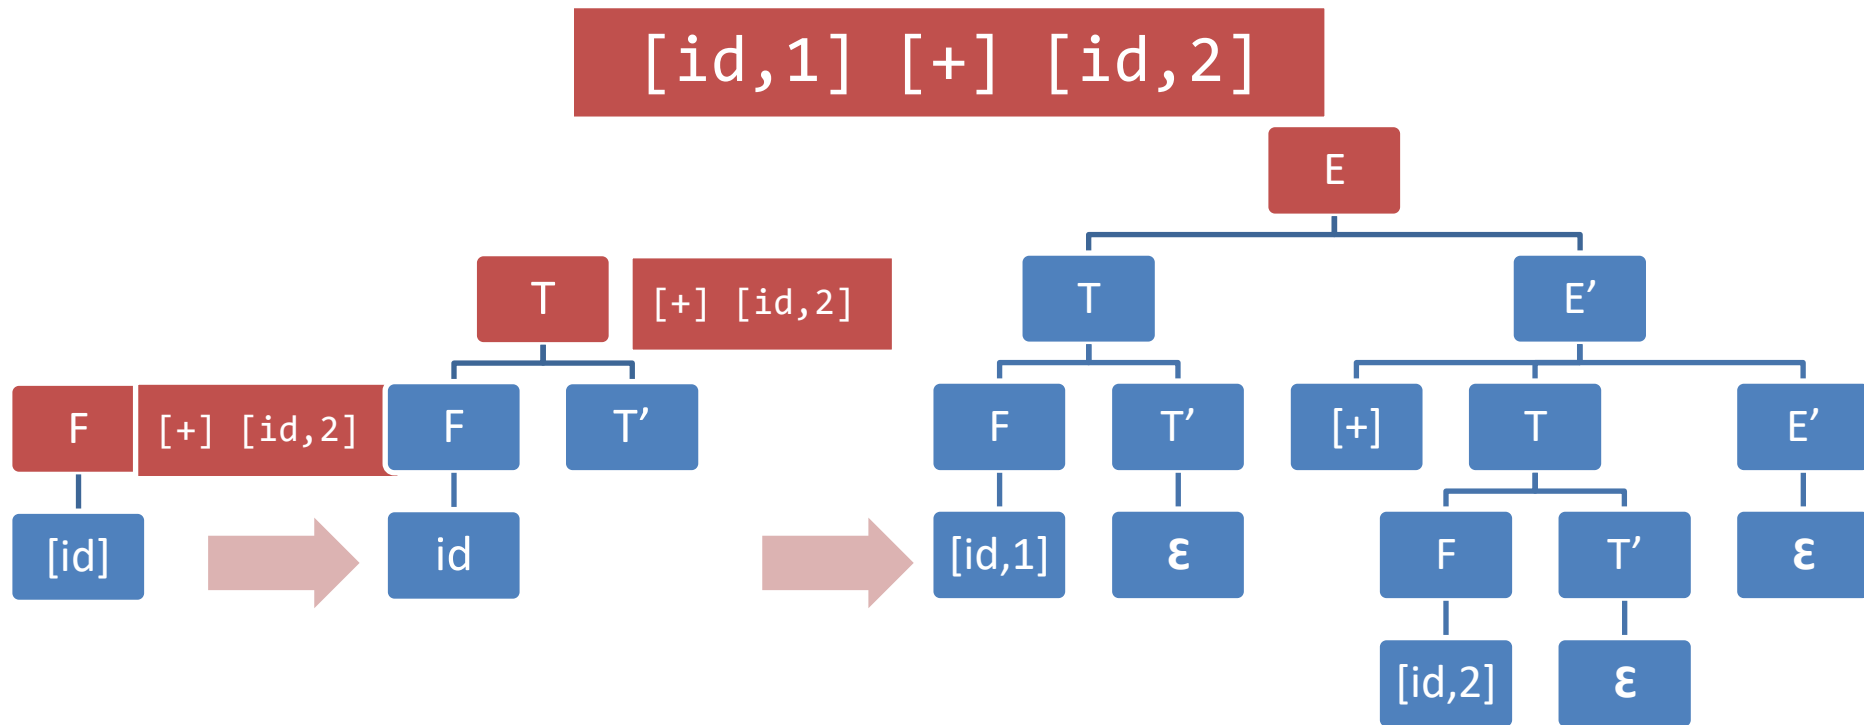 [id,1] [+] [id,2]
E
T [+] [id,2] T E’
F [+] [id,2] F T’ F T’ [+] T E’
[id] id [id,1] ε F T’ ε
[id,2] ε